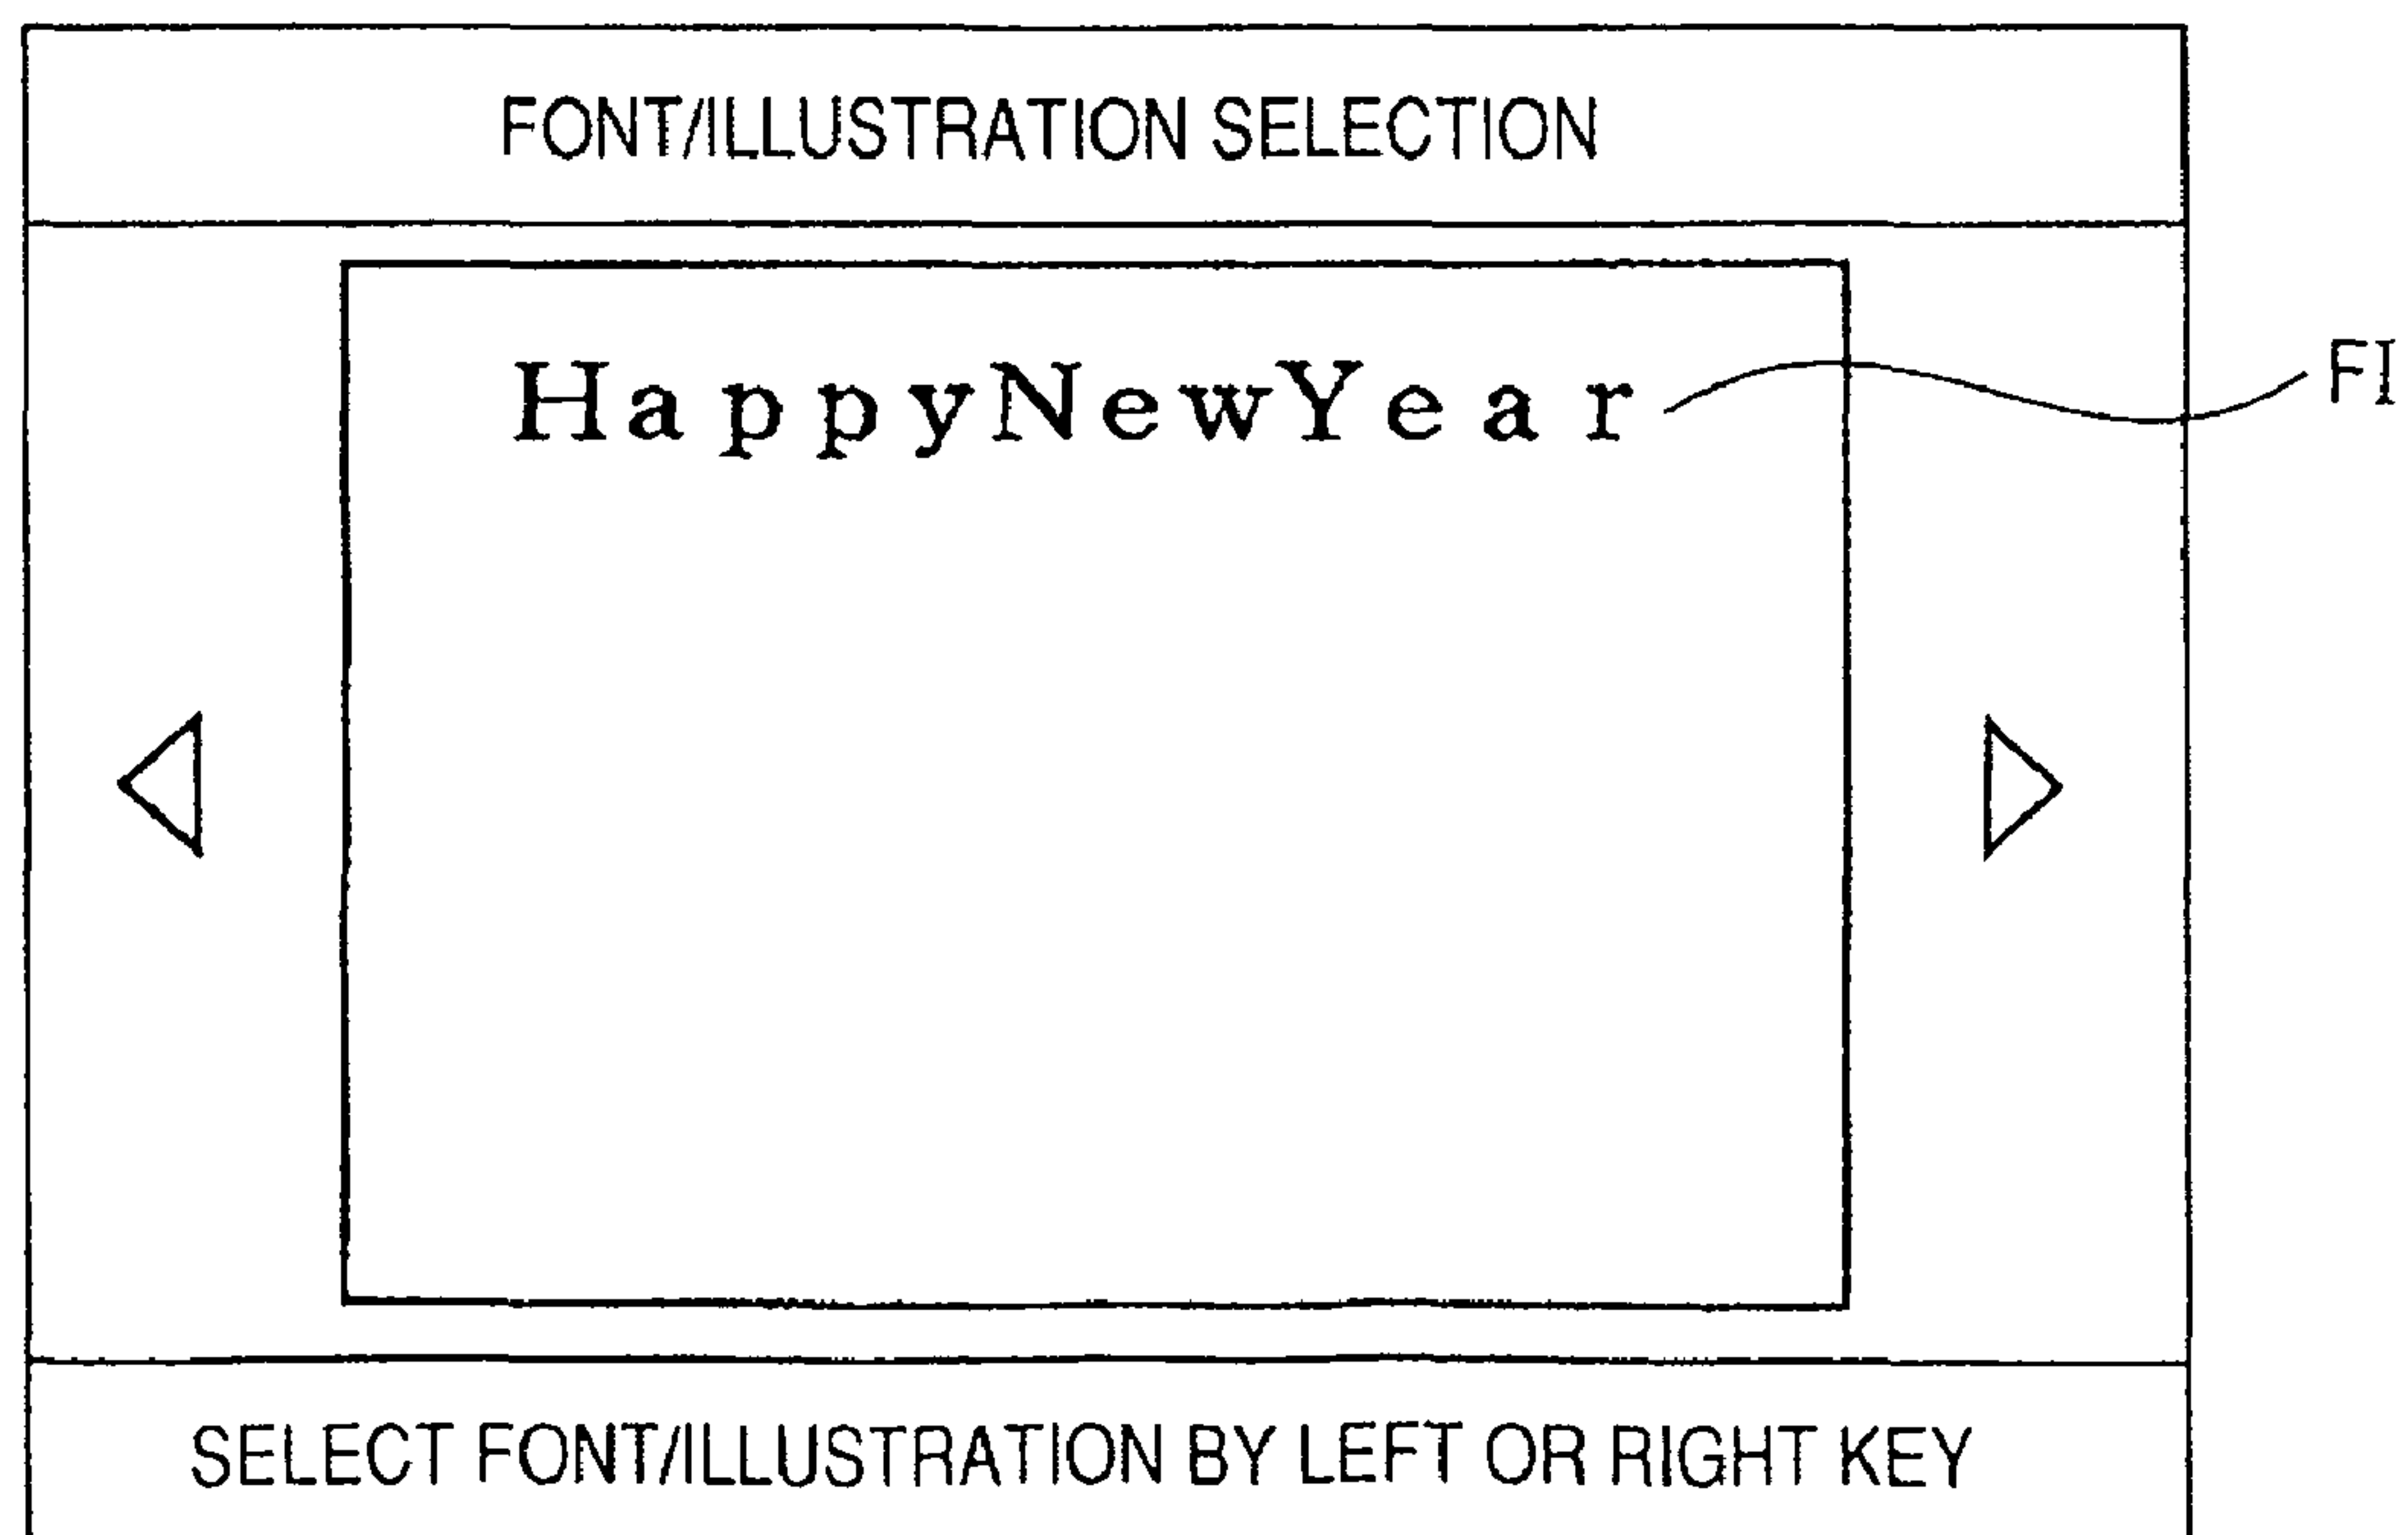 FONT/ILLUSTRATION SELECTION
HappyNewYear
FI
SELECT FONT/ILLUSTRATION BY LEFT OR RIGHT KEY